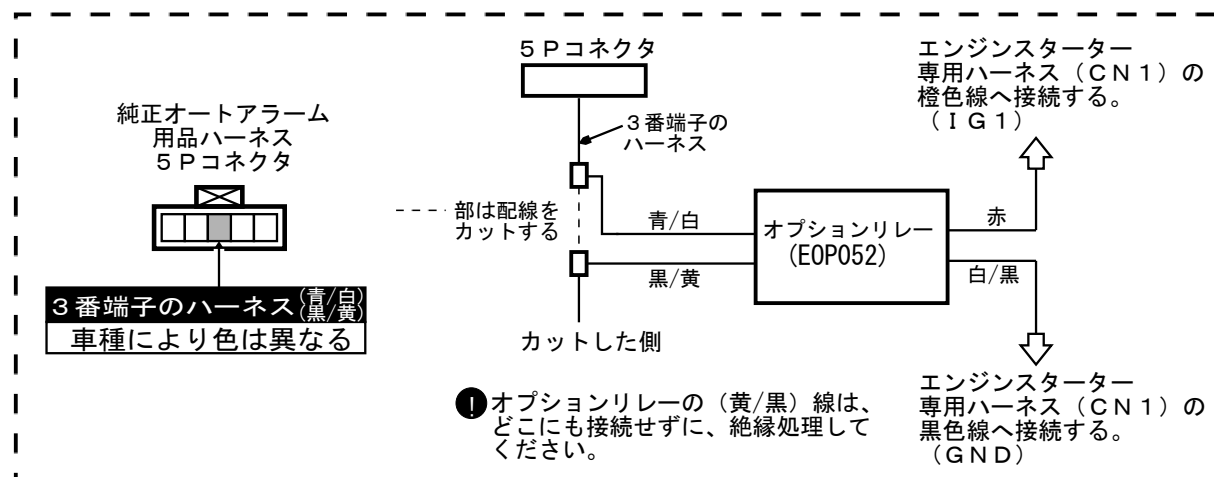 純正オートアラーム
用品ハーネス
５Ｐコネクタ
３番端子のハーネス(青/白)(黒/黄)
車種により色は異なる
５Ｐコネクタ
３番端子の
ハーネス
---- 部は配線を
カットする
青/白
黒/黄
カットした側
オプションリレー
(EOP052)
赤
白/黒
エンジンスターター
専用ハーネス（ＣＮ１）の
橙色線へ接続する。
（ＩＧ１）
エンジンスターター
専用ハーネス（ＣＮ１）の
黒色線へ接続する。
（ＧＮＤ）
！オプションリレーの（黄/黒）線は、
どこにも接続せずに、絶縁処理して
ください。